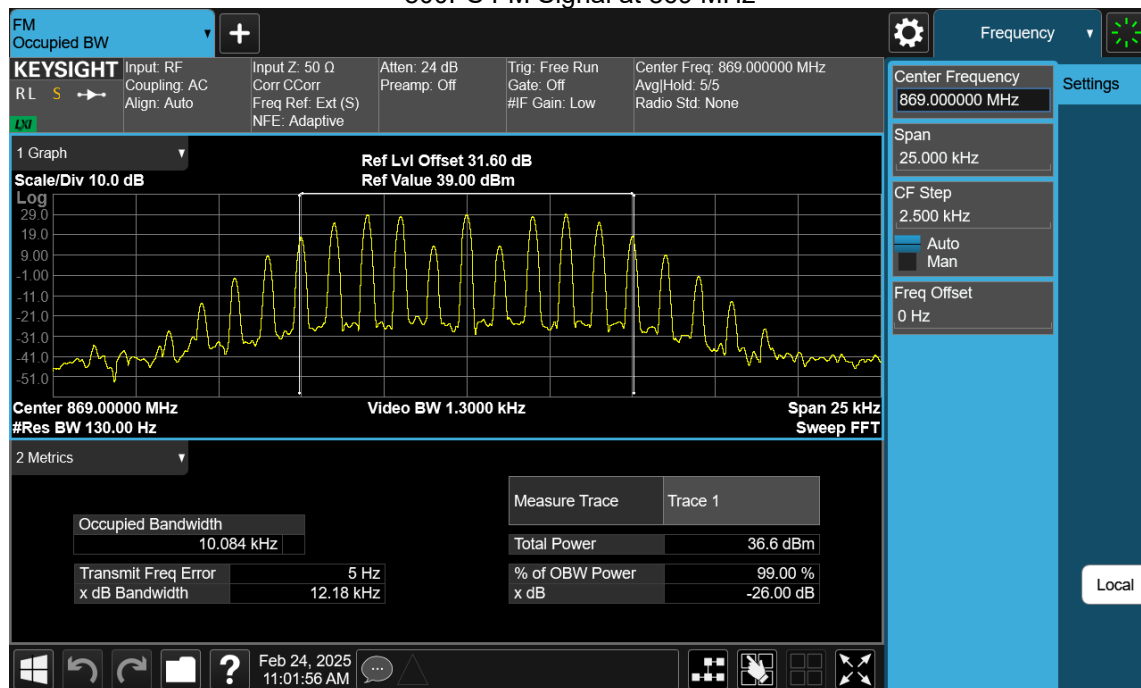 FM
Occupied BW
Frequency
KEYSIGHT
R L S
LXI
Input: RF
Coupling: AC
Align: Auto
Input Z: 50 Ω
Corr CCorr
Freq Ref: Ext (S)
NFE: Adaptive
Atten: 24 dB
Preamp: Off
Trig: Free Run
Gate: Off
#IF Gain: Low
Center Freq: 869.000000 MHz
Avg|Hold: 5/5
Radio Std: None
1 Graph
Scale/Div 10.0 dB
Ref Lvl Offset 31.60 dB
Ref Value 39.00 dBm
Log
29.0
19.0
9.00
-1.00
-11.0
-21.0
-31.0
-41.0
-51.0
Center 869.00000 MHz
#Res BW 130.00 Hz
Video BW 1.3000 kHz
Span 25 kHz
Sweep FFT
2 Metrics
Measure Trace Trace 1
Occupied Bandwidth
10.084 kHz
Total Power 36.6 dBm
Transmit Freq Error 5 Hz
x dB Bandwidth 12.18 kHz
% of OBW Power 99.00 %
x dB -26.00 dB
Center Frequency
869.000000 MHz
Settings
Span
25.000 kHz
CF Step
2.500 kHz
Auto
Man
Freq Offset
0 Hz
Local
?
Feb 24, 2025
11:01:56 AM